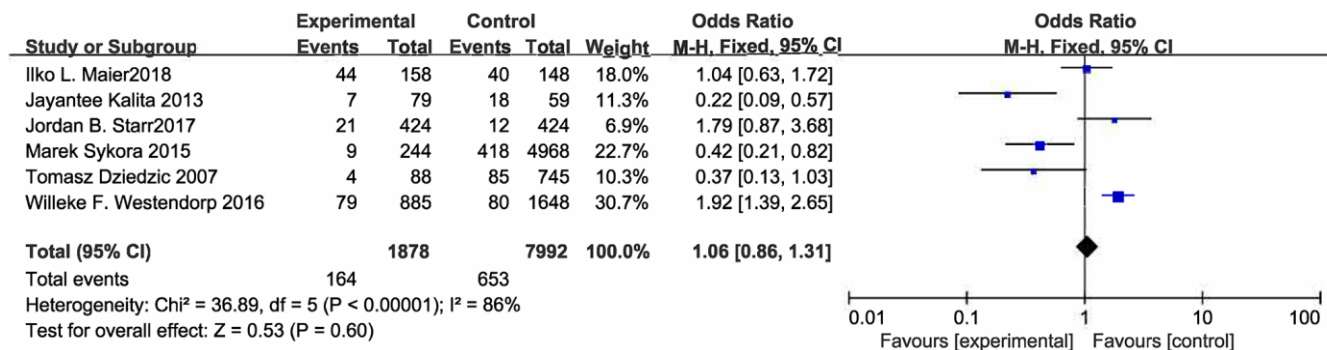 Experimental Control Odds Ratio Odds Ratio
Study or Subgroup Events Total Events Total Weight M-H, Fixed, 95% CI M-H, Fixed, 95% CI
Ilko L. Maier2018 44 158 40 148 18.0% 1.04 [0.63, 1.72]
Jayantee Kalita 2013 7 79 18 59 11.3% 0.22 [0.09, 0.57]
Jordan B. Starr2017 21 424 12 424 6.9% 1.79 [0.87, 3.68]
Marek Sykora 2015 9 244 418 4968 22.7% 0.42 [0.21, 0.82]
Tomasz Dziedzic 2007 4 88 85 745 10.3% 0.37 [0.13, 1.03]
Willeke F. Westendorp 2016 79 885 80 1648 30.7% 1.92 [1.39, 2.65]
Total (95% CI) 1878 7992 100.0% 1.06 [0.86, 1.31]
Total events 164 653
Heterogeneity: Chi² = 36.89, df = 5 (P < 0.00001); I² = 86%
Test for overall effect: Z = 0.53 (P = 0.60)
0.01 0.1 1 10 100
Favours [experimental] Favours [control]